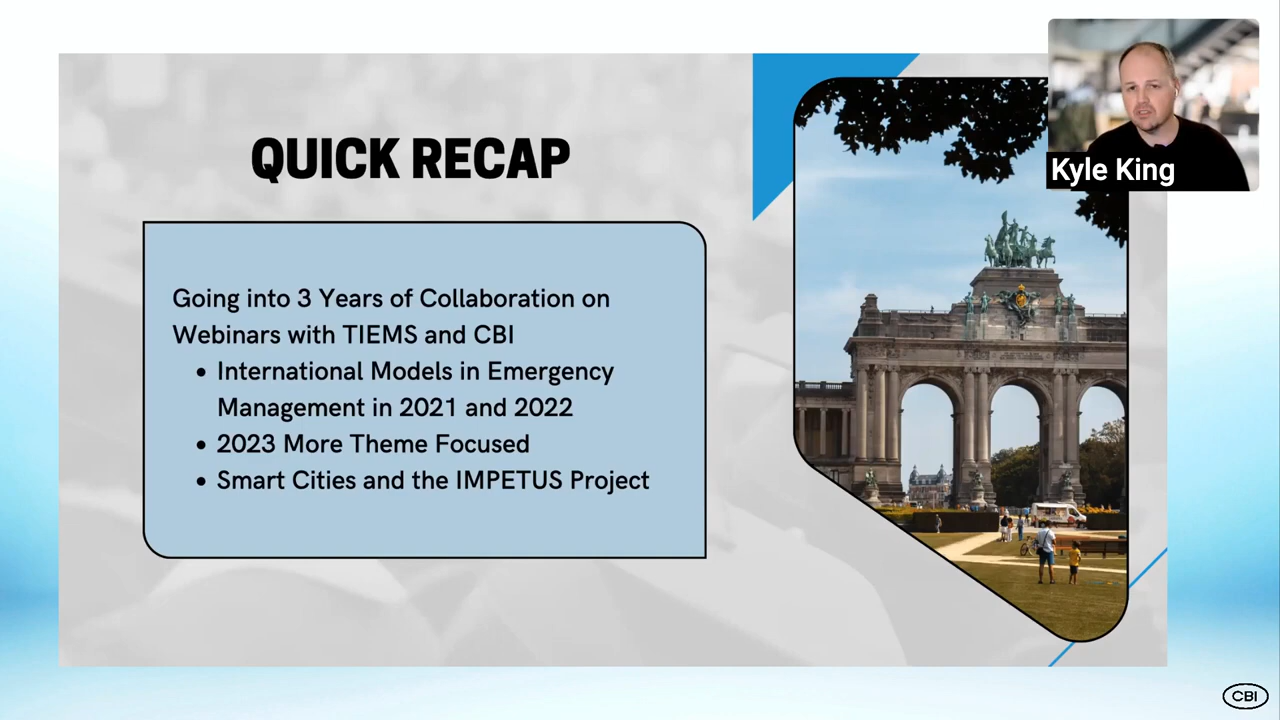 QUICK RECAP
Going into 3 Years of Collaboration on
Webinars with TIEMS and CBI
• International Models in Emergency
Management in 2021 and 2022
• 2023 More Theme Focused
• Smart Cities and the IMPETUS Project
Kyle King
CBI